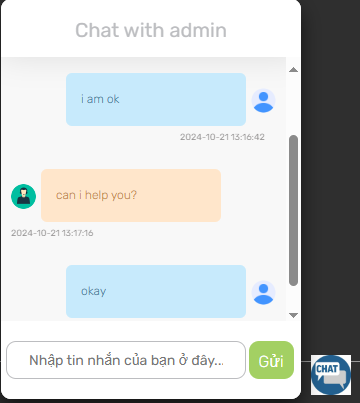 Chat with admin
i am ok
2024-10-21 13:16:42
can i help you?
2024-10-21 13:17:16
okay
Nhập tin nhắn của bạn ở đây...
Gửi
CHAT